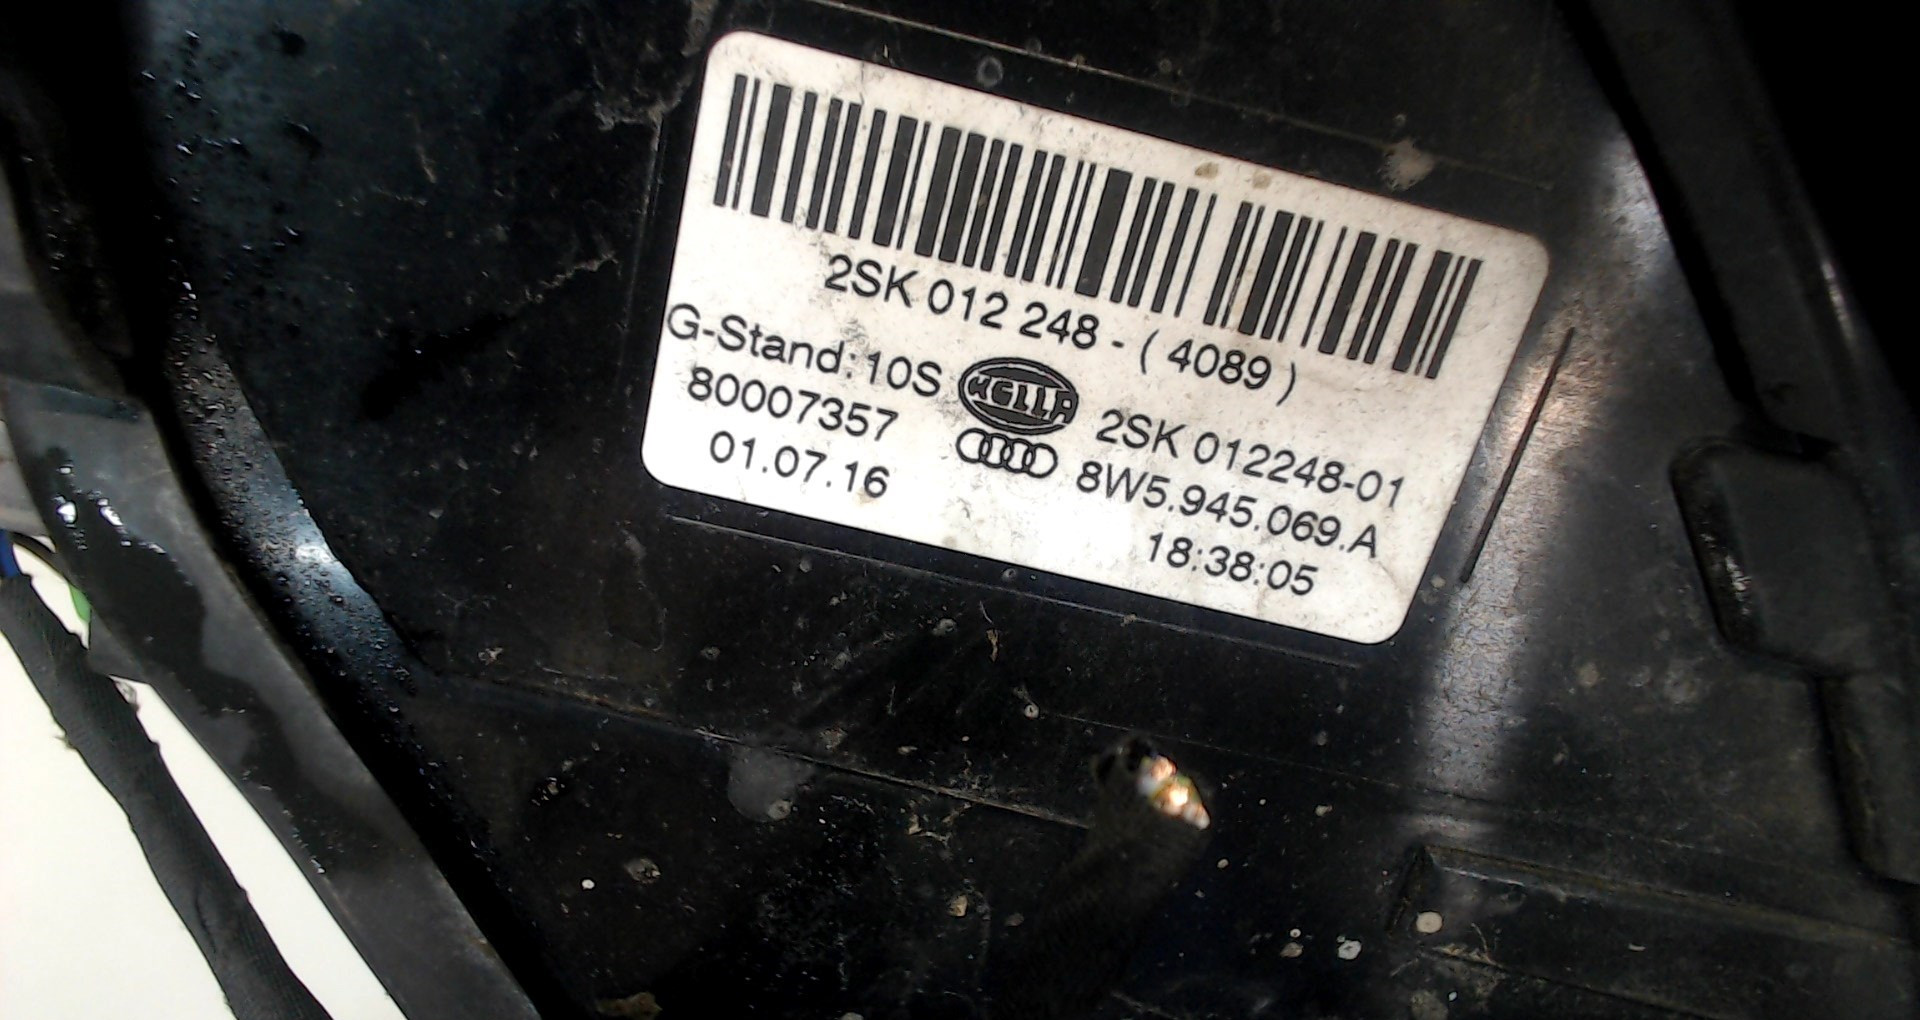 2SK 012 248 - ( 4089 )
G-Stand: 10S HELLA 2SK 012248-01
80007357 8W5.945.069.A
01.07.16 18:38:05